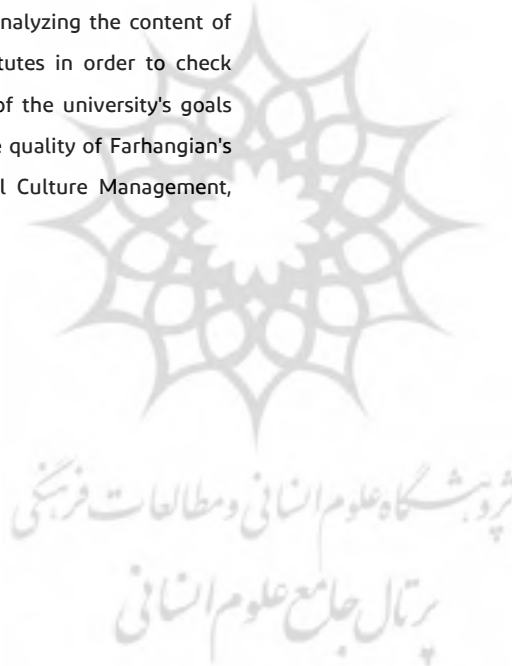 nalyzing the content of
tutes in order to check
of the university's goals
e quality of Farhangian's
l Culture Management,
پژوهشگاه علوم انسانی و مطالعات فرهنگی
پرتال جامع علوم انسانی